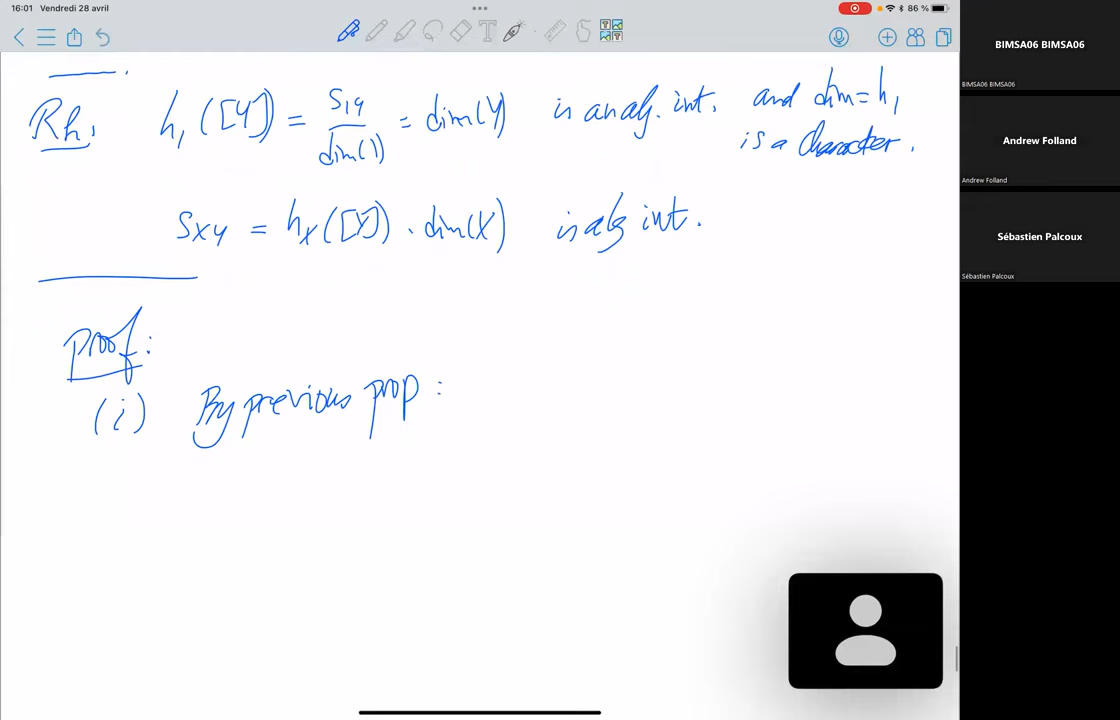 16:01 Vendredi 28 avril
86 %
BIMSA06 BIMSA06
BIMSA06 BIMSA06
Andrew Folland
Andrew Folland
Sébastien Palcoux
Sébastien Palcoux
Rk: h₁([Y]) = s₁Y / dim(1) = dim(Y) is an alg. int. and dim = h₁ is a character.
sXY = hX([Y]) · dim(X) is alg int.
Proof:
(i) By previous prop :